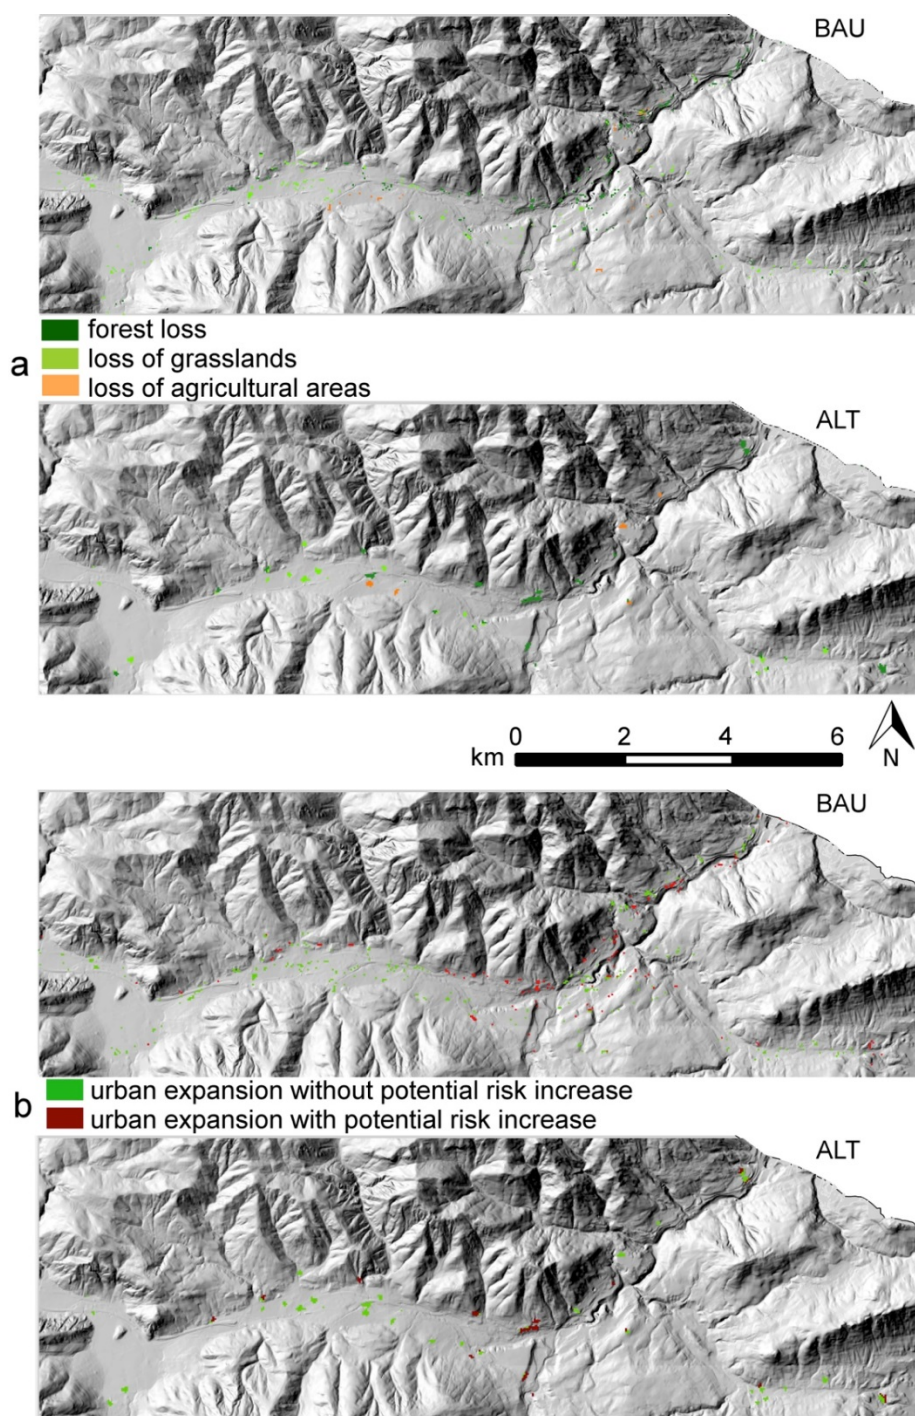 BAU
forest loss
a loss of grasslands
loss of agricultural areas
ALT
0 2 4 6
km
N
BAU
urban expansion without potential risk increase
b
urban expansion with potential risk increase
ALT